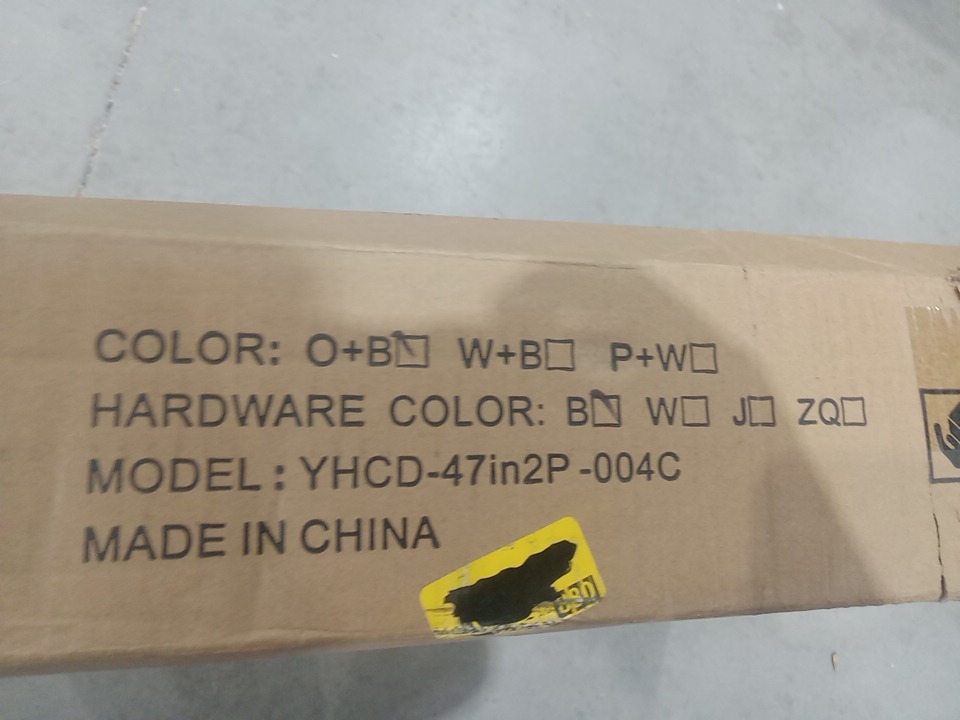 COLOR: O+B☑ W+B☐ P+W☐
HARDWARE COLOR: B☑ W☐ J☐ ZQ☐
MODEL: YHCD-47in2P-004C
MADE IN CHINA